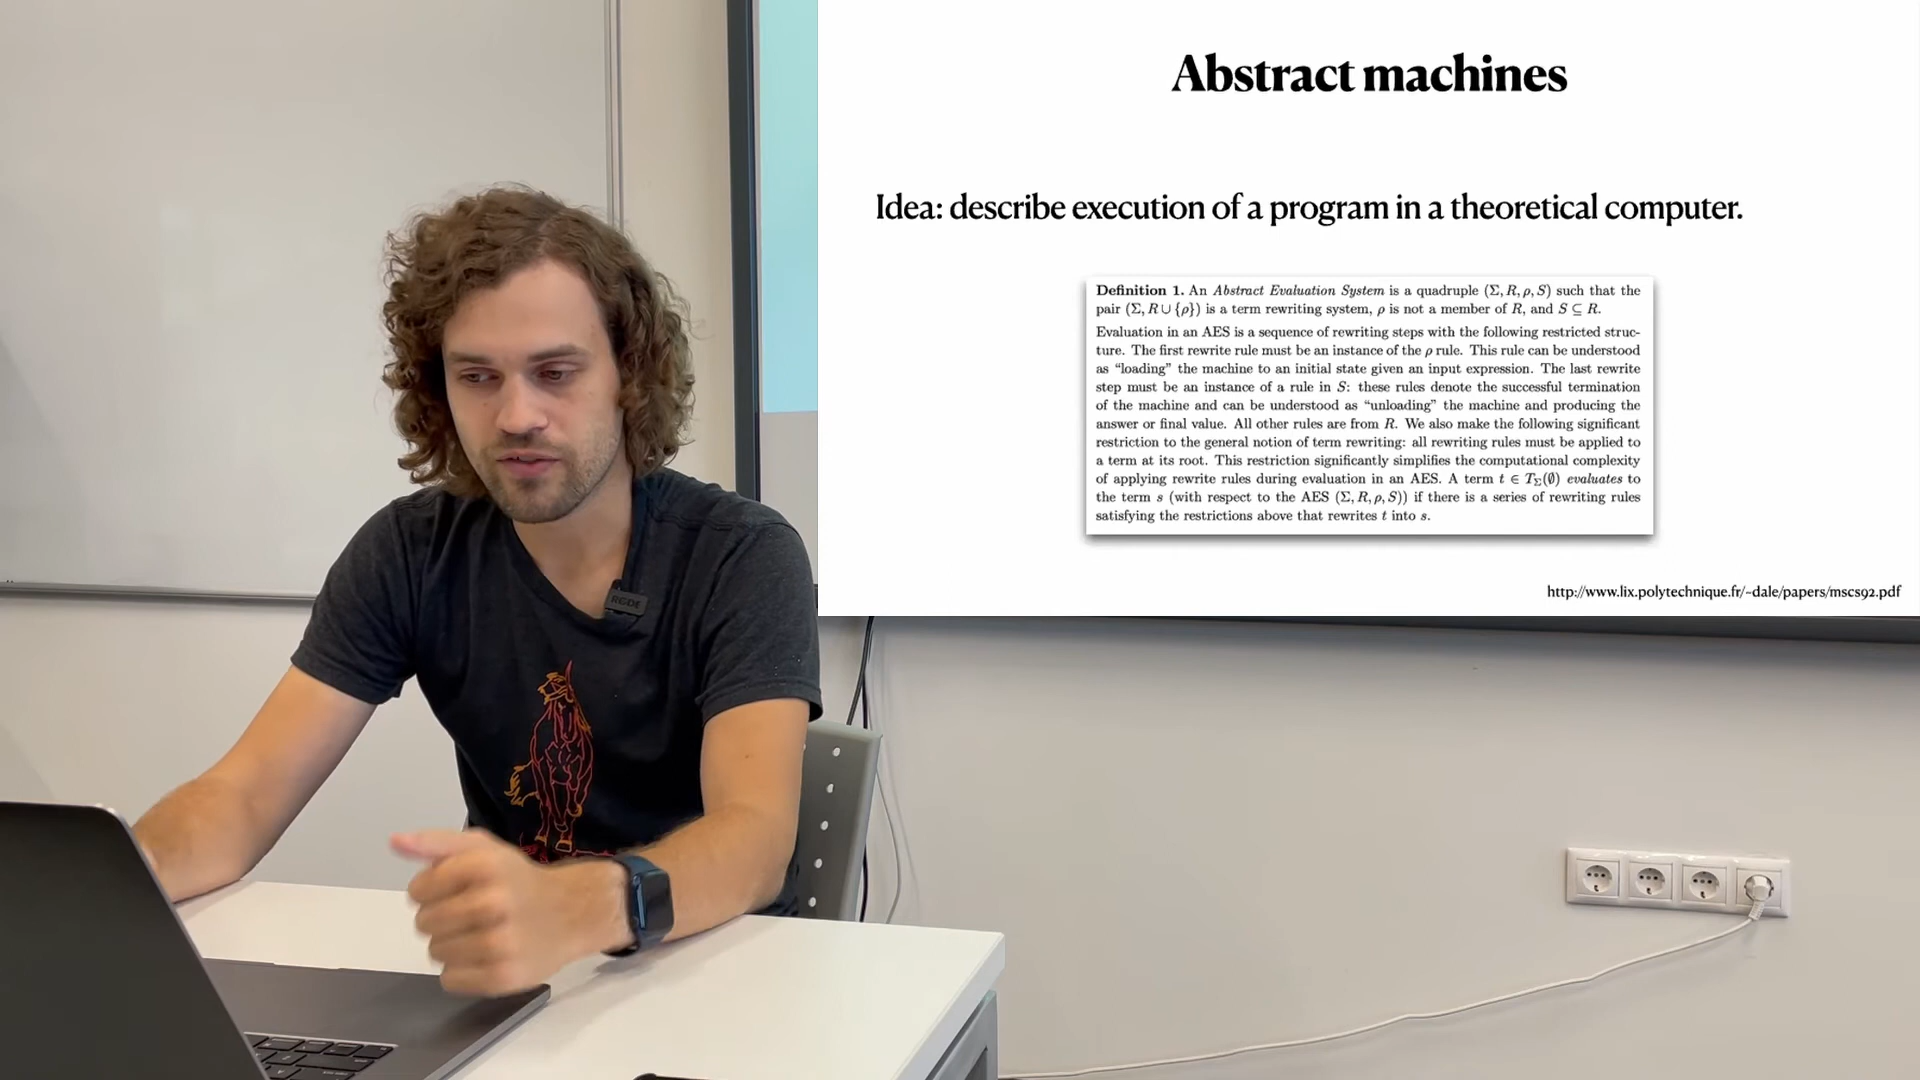 Abstract machines
Idea: describe execution of a program in a theoretical computer.
Definition 1. An Abstract Evaluation System is a quadruple (Σ, R, ρ, S) such that the
pair (Σ, R ∪ {ρ}) is a term rewriting system, ρ is not a member of R, and S ⊆ R.
Evaluation in an AES is a sequence of rewriting steps with the following restricted struc-
ture. The first rewrite rule must be an instance of the ρ rule. This rule can be understood
as “loading” the machine to an initial state given an input expression. The last rewrite
step must be an instance of a rule in S: these rules denote the successful termination
of the machine and can be understood as “unloading” the machine and producing the
answer or final value. All other rules are from R. We also make the following significant
restriction to the general notion of term rewriting: all rewriting rules must be applied to
a term at its root. This restriction significantly simplifies the computational complexity
of applying rewrite rules during evaluation in an AES. A term t ∈ T_Σ(∅) evaluates to
the term s (with respect to the AES (Σ, R, ρ, S)) if there is a series of rewriting rules
satisfying the restrictions above that rewrites t into s.
http://www.lix.polytechnique.fr/~dale/papers/mscs92.pdf
RODE